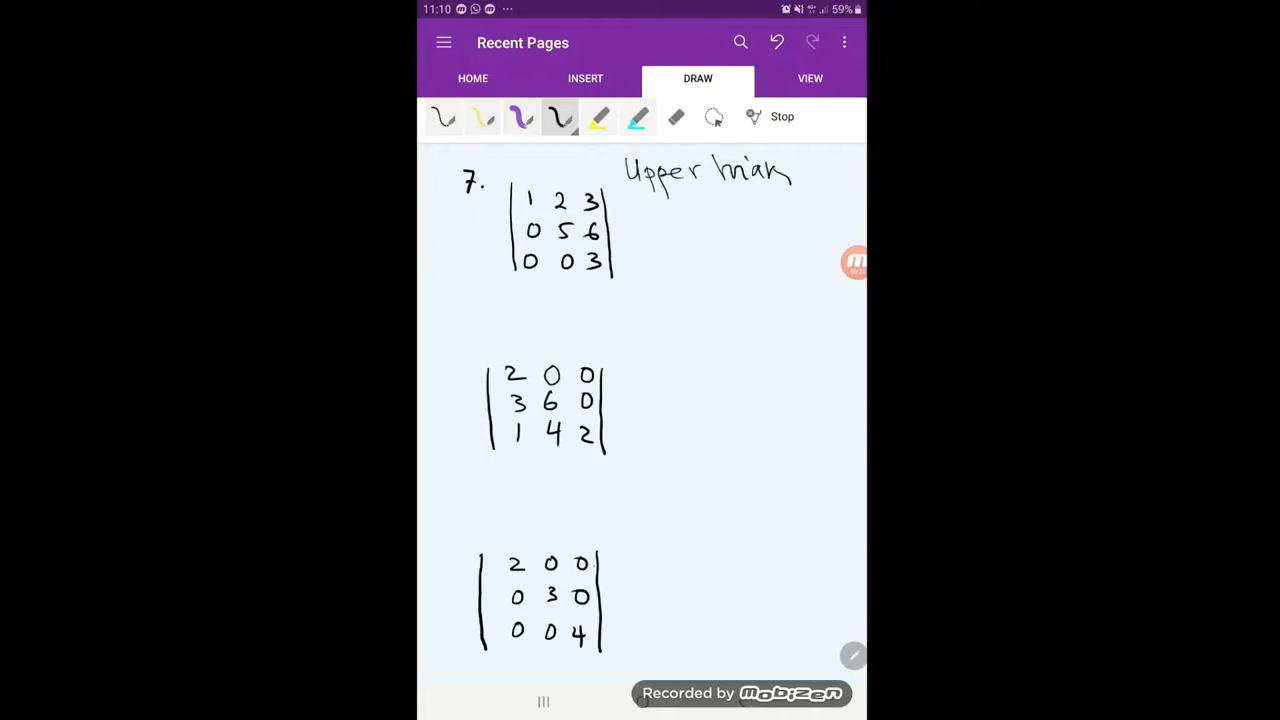 11:10 59%
Recent Pages
HOME INSERT DRAW VIEW
Stop
7. Upper
1 2 3
0 5 6
0 0 3
2 0 0
3 6 0
1 4 2
2 0 0
0 3 0
0 0 4
Recorded by mobizen